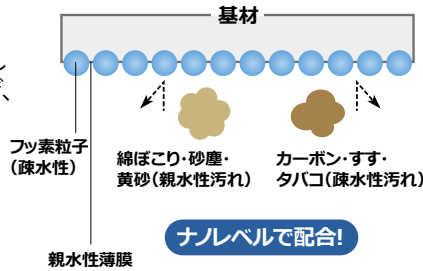 基材
フッ素粒子
(疎水性)
綿ぼこり・砂塵・
黄砂(親水性汚れ)
カーボン・すす・
タバコ(疎水性汚れ)
ナノレベルで配合!
親水性薄膜